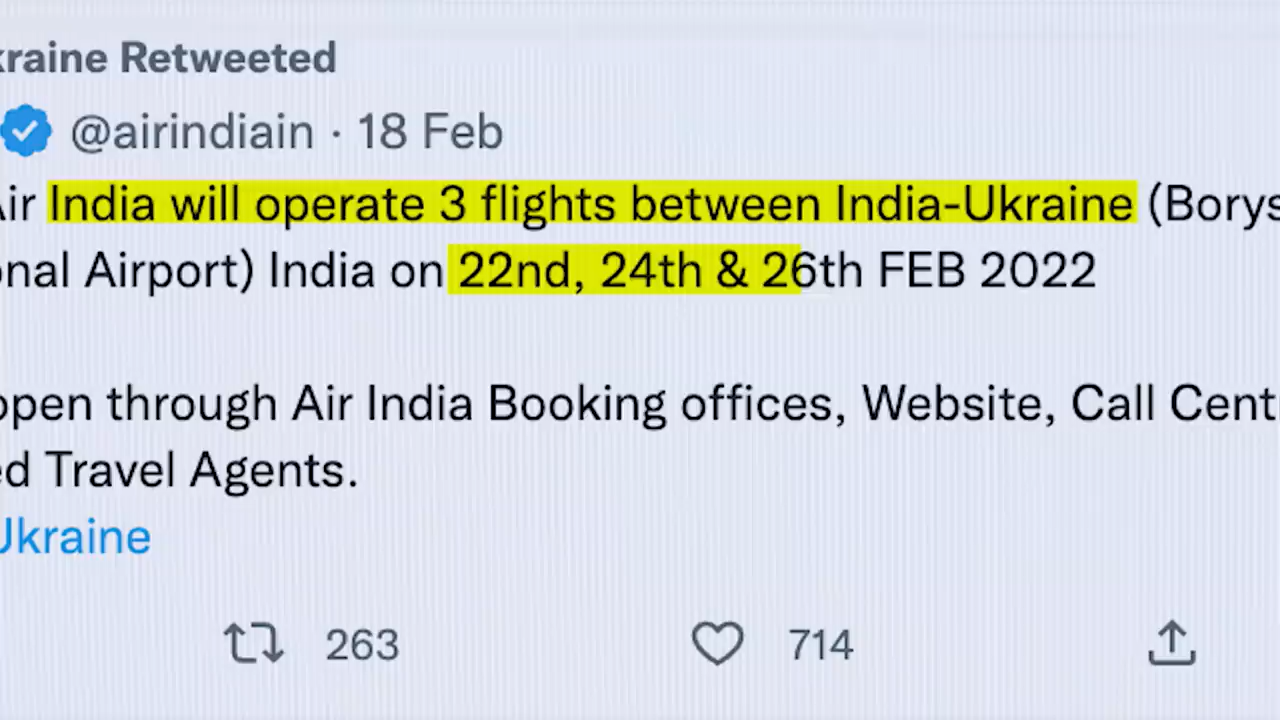 kraine Retweeted
@airindiain · 18 Feb
Air India will operate 3 flights between India-Ukraine (Borys
onal Airport) India on 22nd, 24th & 26th FEB 2022
open through Air India Booking offices, Website, Call Cent
ed Travel Agents.
Ukraine
263 714